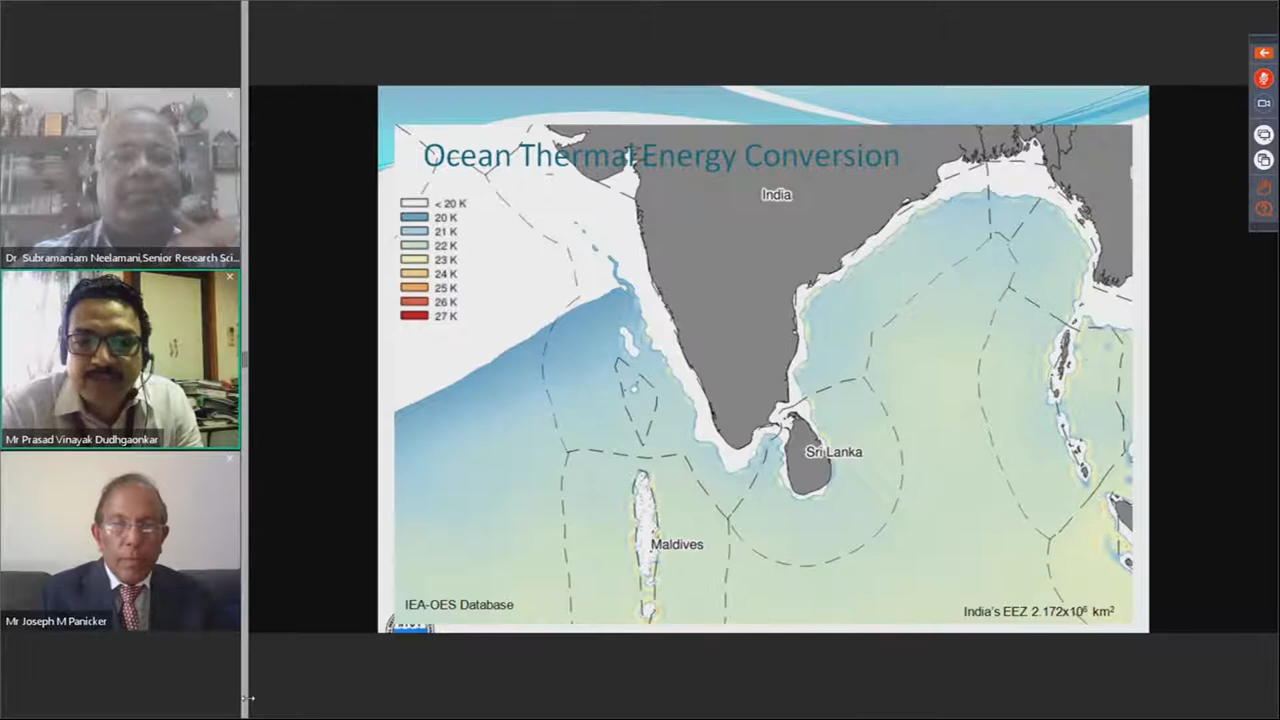 Dr Subramaniam Neelamani,Senior Research Sci...
Mr Prasad Vinayak Dudhgaonkar
Mr Joseph M Panicker
Ocean Thermal Energy Conversion
India
< 20 K
20 K
21 K
22 K
23 K
24 K
25 K
26 K
27 K
Sri Lanka
Maldives
IEA-OES Database
India's EEZ 2.172x10⁶ km²